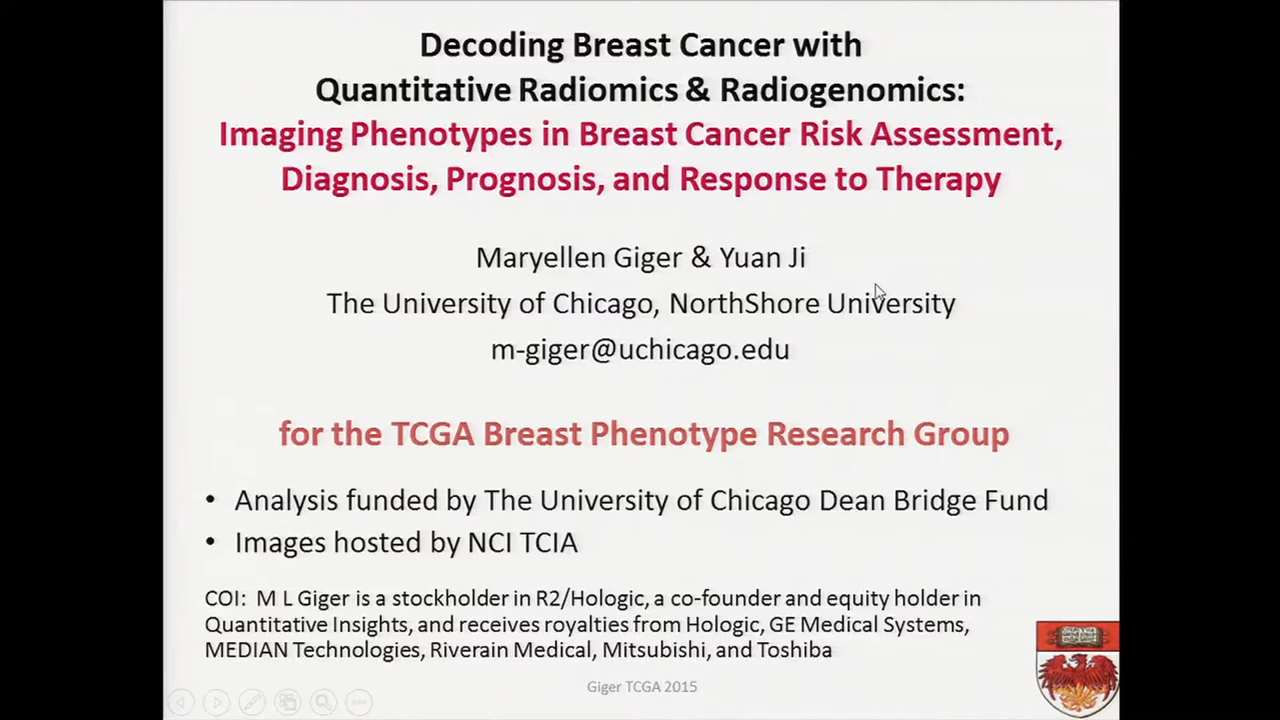 Decoding Breast Cancer with
Quantitative Radiomics & Radiogenomics:
Imaging Phenotypes in Breast Cancer Risk Assessment,
Diagnosis, Prognosis, and Response to Therapy
Maryellen Giger & Yuan Ji
The University of Chicago, NorthShore University
m-giger@uchicago.edu
for the TCGA Breast Phenotype Research Group
• Analysis funded by The University of Chicago Dean Bridge Fund
• Images hosted by NCI TCIA
COI: M L Giger is a stockholder in R2/Hologic, a co-founder and equity holder in
Quantitative Insights, and receives royalties from Hologic, GE Medical Systems,
MEDIAN Technologies, Riverain Medical, Mitsubishi, and Toshiba
Giger TCGA 2015